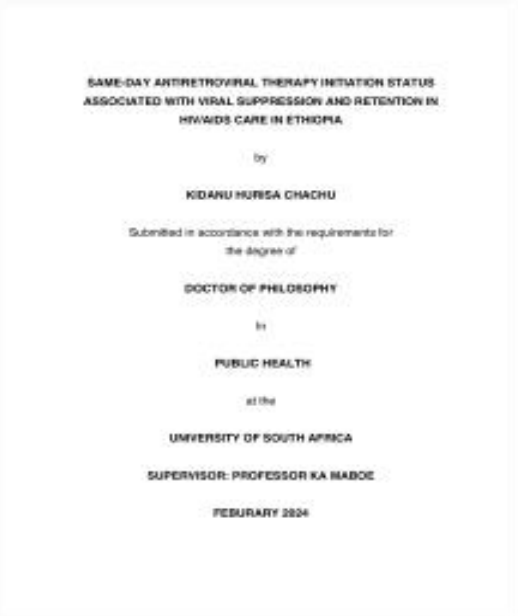 SAME-DAY ANTIRETROVIRAL THERAPY INITIATION STATUS
ASSOCIATED WITH VIRAL SUPPRESSION AND RETENTION IN
HIV/AIDS CARE IN ETHIOPIA
by
KIDANU HURISA CHACHU
Submitted in accordance with the requirements for
the degree of
DOCTOR OF PHILOSOPHY
In
PUBLIC HEALTH
at the
UNIVERSITY OF SOUTH AFRICA
SUPERVISOR: PROFESSOR KA MABOE
FEBURARY 2024